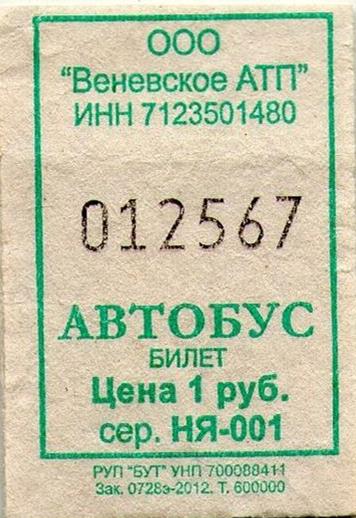 ООО
"Веневское АТП"
ИНН 7123501480
012567
АВТОБУС
БИЛЕТ
Цена 1 руб.
сер. НЯ-001
РУП "БУТ" УНП 700088411
Зак. 0728э-2012. Т. 600000